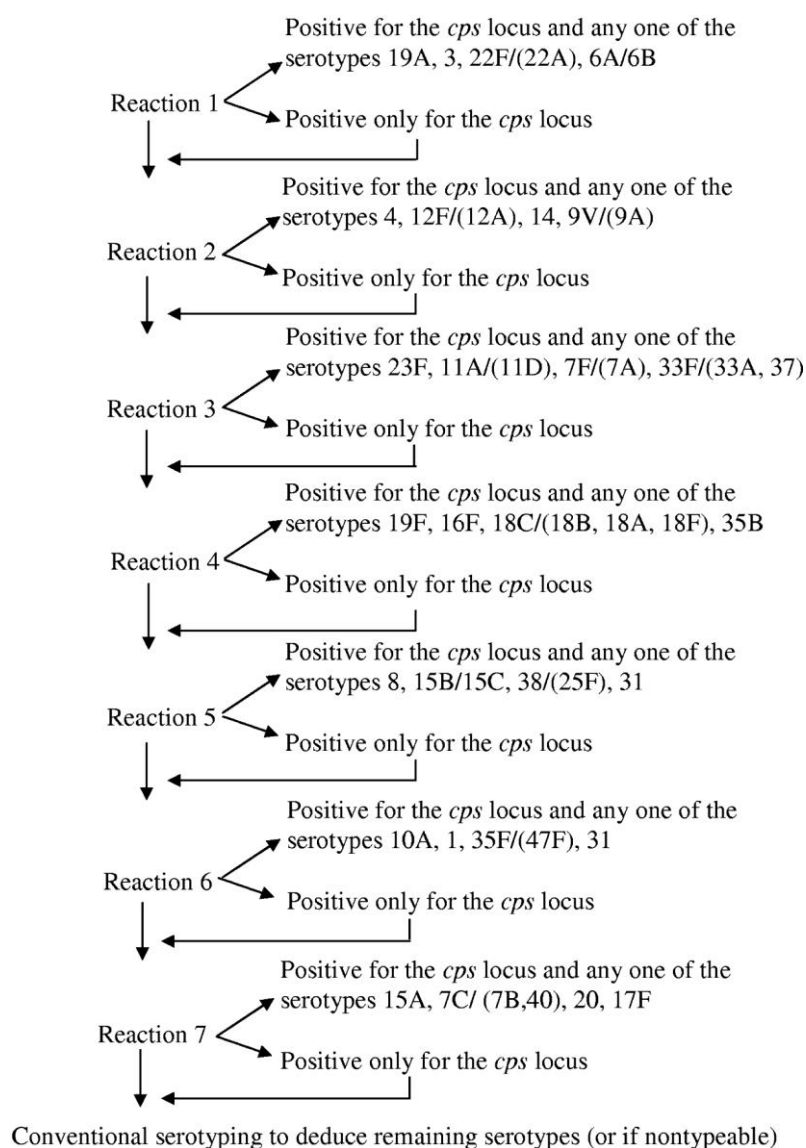 Positive for the cps locus and any one of the
serotypes 19A, 3, 22F/(22A), 6A/6B
Reaction 1
Positive only for the cps locus
Positive for the cps locus and any one of the
serotypes 4, 12F/(12A), 14, 9V/(9A)
Reaction 2
Positive only for the cps locus
Positive for the cps locus and any one of the
serotypes 23F, 11A/(11D), 7F/(7A), 33F/(33A, 37)
Reaction 3
Positive only for the cps locus
Positive for the cps locus and any one of the
serotypes 19F, 16F, 18C/(18B, 18A, 18F), 35B
Reaction 4
Positive only for the cps locus
Positive for the cps locus and any one of the
serotypes 8, 15B/15C, 38/(25F), 31
Reaction 5
Positive only for the cps locus
Positive for the cps locus and any one of the
serotypes 10A, 1, 35F/(47F), 31
Reaction 6
Positive only for the cps locus
Positive for the cps locus and any one of the
serotypes 15A, 7C/ (7B,40), 20, 17F
Reaction 7
Positive only for the cps locus
Conventional serotyping to deduce remaining serotypes (or if nontypeable)